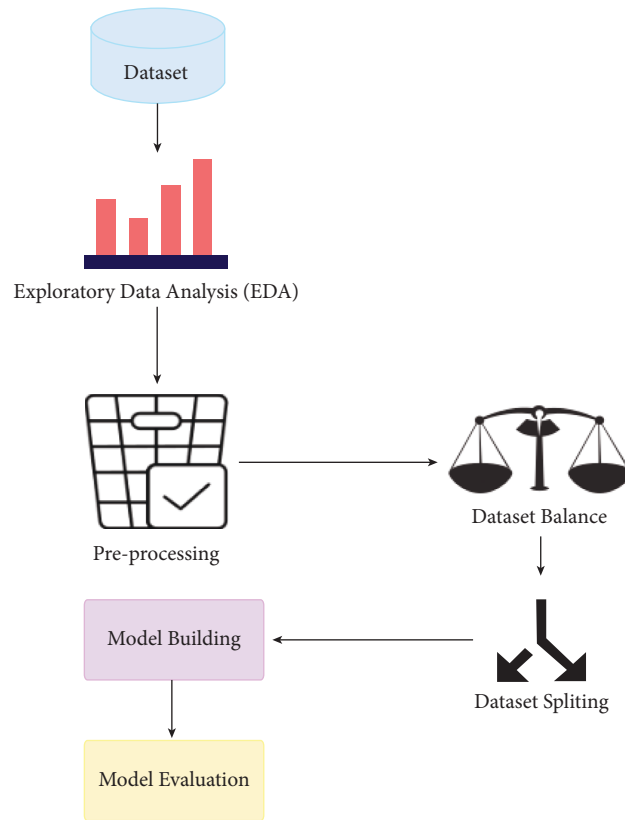 Dataset
Exploratory Data Analysis (EDA)
Pre-processing
Dataset Balance
Dataset Spliting
Model Building
Model Evaluation